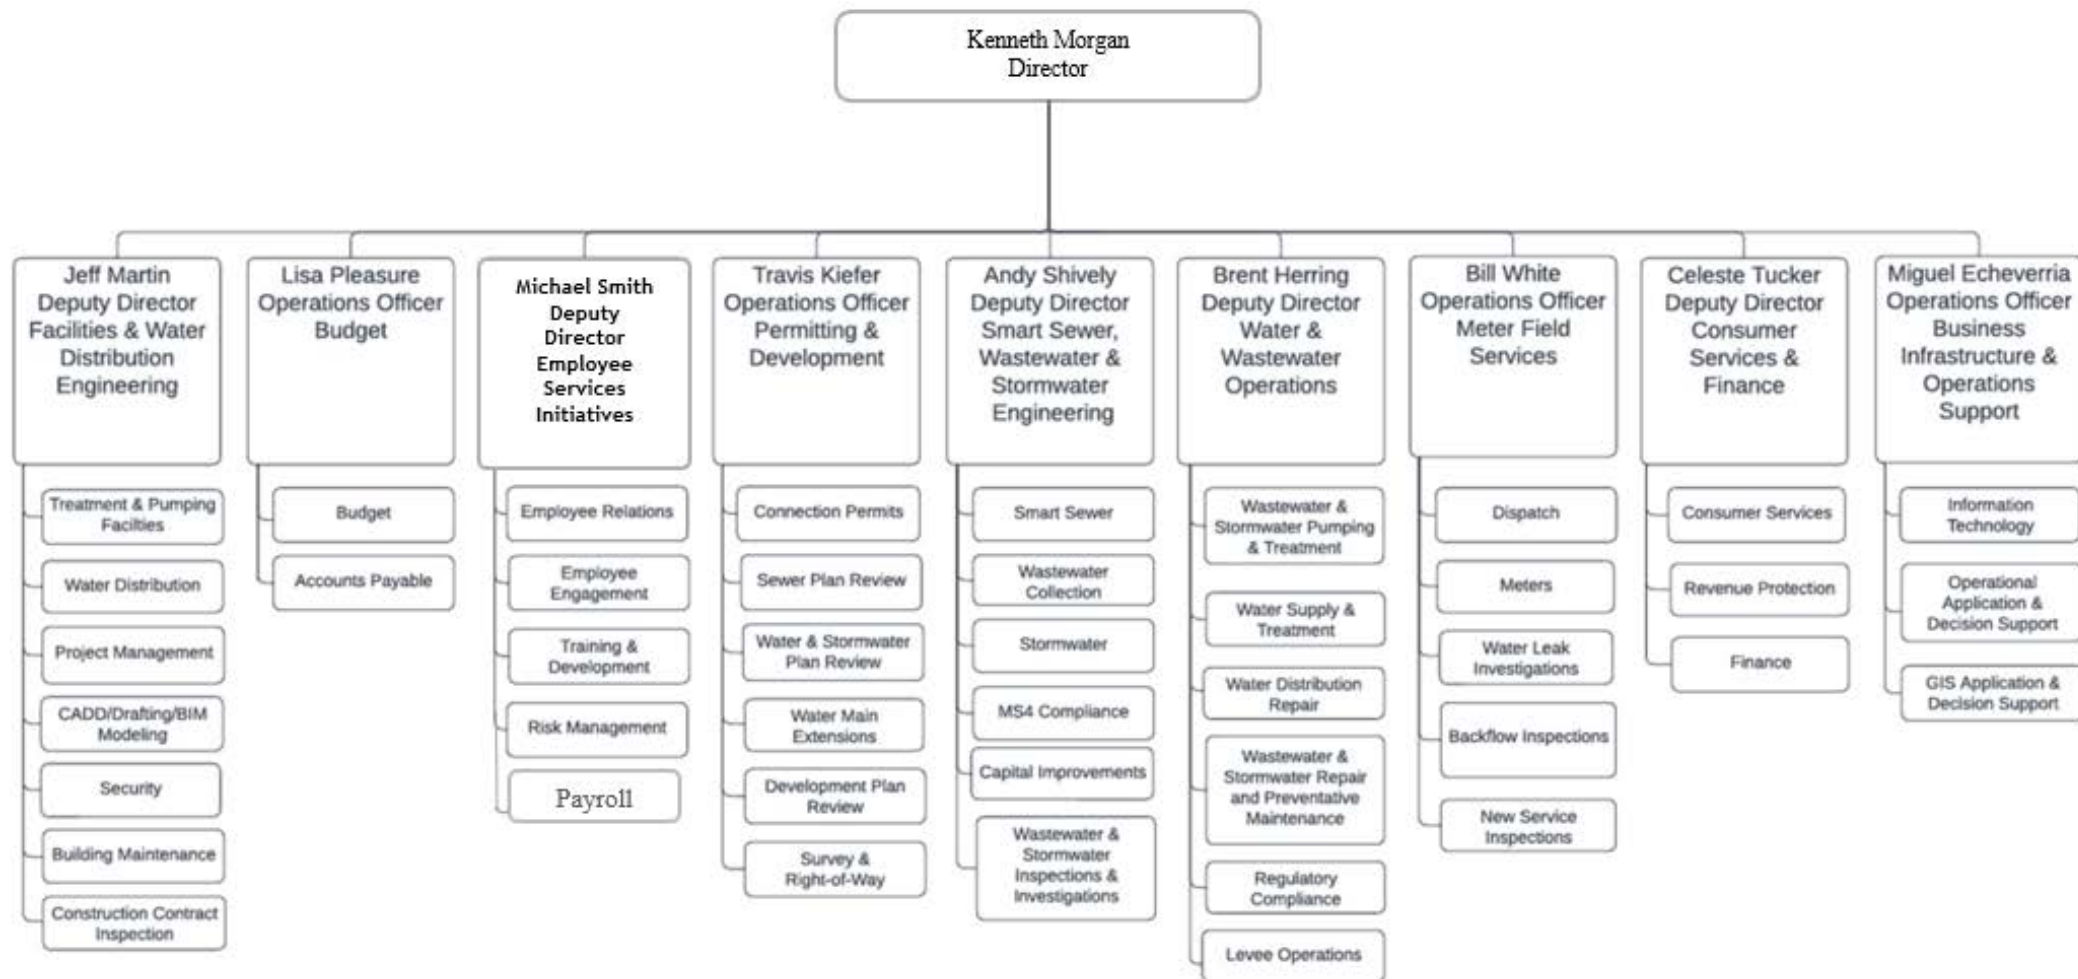 Kenneth Morgan
Director
Jeff Martin
Deputy Director
Facilities & Water
Distribution
Engineering
Treatment & Pumping
Facilties
Water Distribution
Project Management
CADD/Drafting/BIM
Modeling
Security
Building Maintenance
Construction Contract
Inspection
Lisa Pleasure
Operations Officer
Budget
Budget
Accounts Payable
Michael Smith
Deputy
Director
Employee
Services
Initiatives
Employee Relations
Employee
Engagement
Training &
Development
Risk Management
Payroll
Travis Kiefer
Operations Officer
Permitting &
Development
Connection Permits
Sewer Plan Review
Water & Stormwater
Plan Review
Water Main
Extensions
Development Plan
Review
Survey &
Right-of-Way
Andy Shively
Deputy Director
Smart Sewer,
Wastewater &
Stormwater
Engineering
Smart Sewer
Wastewater
Collection
Stormwater
MS4 Compliance
Capital Improvements
Wastewater &
Stormwater
Inspections &
Investigations
Brent Herring
Deputy Director
Water &
Wastewater
Operations
Wastewater &
Stormwater Pumping
& Treatment
Water Supply &
Treatment
Water Distribution
Repair
Wastewater &
Stormwater Repair
and Preventative
Maintenance
Regulatory
Compliance
Levee Operations
Bill White
Operations Officer
Meter Field
Services
Dispatch
Meters
Water Leak
Investigations
Backflow Inspections
New Service
Inspections
Celeste Tucker
Deputy Director
Consumer
Services &
Finance
Consumer Services
Revenue Protection
Finance
Miguel Echeverria
Operations Officer
Business
Infrastructure &
Operations
Support
Information
Technology
Operational
Application &
Decision Support
GIS Application &
Decision Support